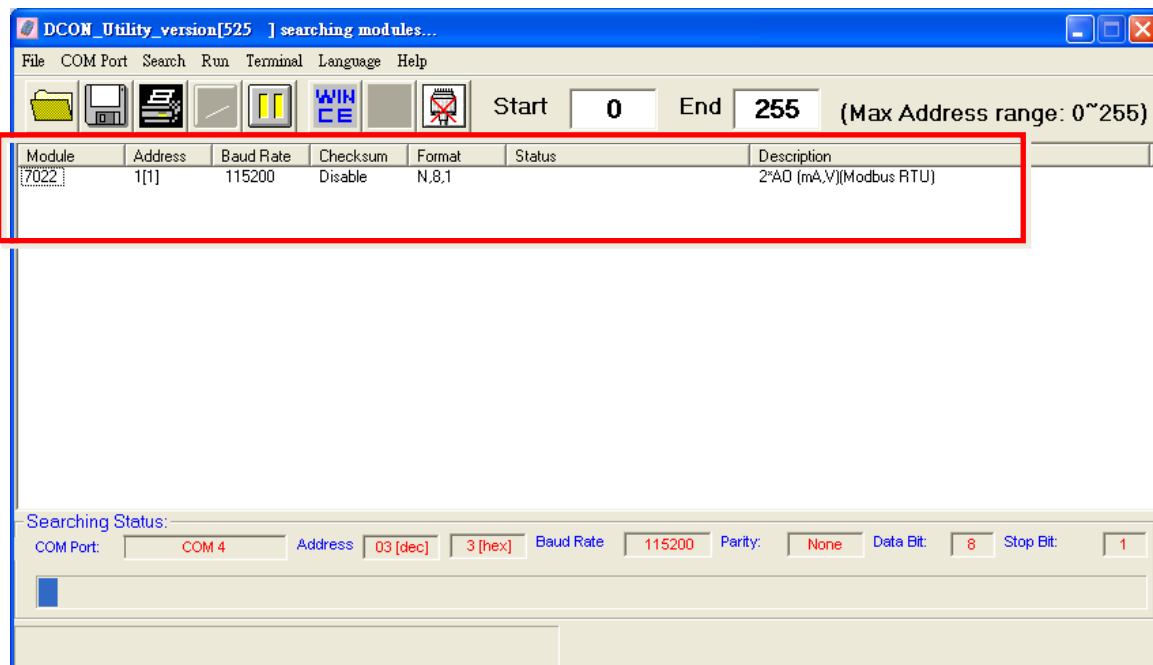 DCON_Utility_version[525 ] searching modules...
File COM Port Search Run Terminal Language Help
WIN CE Start 0 End 255 (Max Address range: 0~255)
Module Address Baud Rate Checksum Format Status Description
7022 1[1] 115200 Disable N,8,1 2*AO (mA,V)(Modbus RTU)
Searching Status:
COM Port: COM 4 Address 03 [dec] 3 [hex] Baud Rate 115200 Parity: None Data Bit: 8 Stop Bit: 1